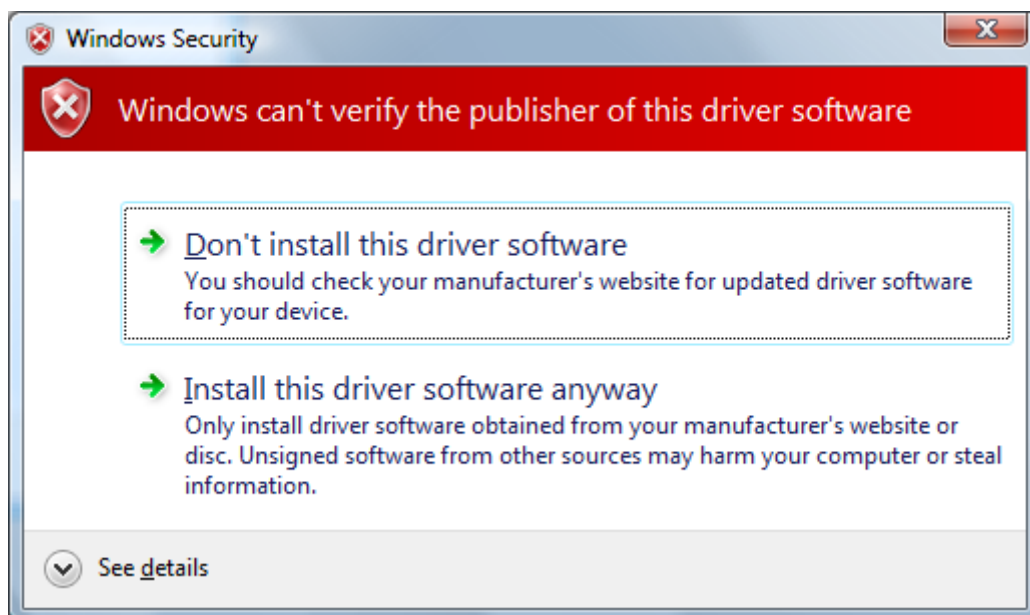 Windows Security
Windows can't verify the publisher of this driver software
Don't install this driver software
You should check your manufacturer's website for updated driver software
for your device.
Install this driver software anyway
Only install driver software obtained from your manufacturer's website or
disc. Unsigned software from other sources may harm your computer or steal
information.
See details